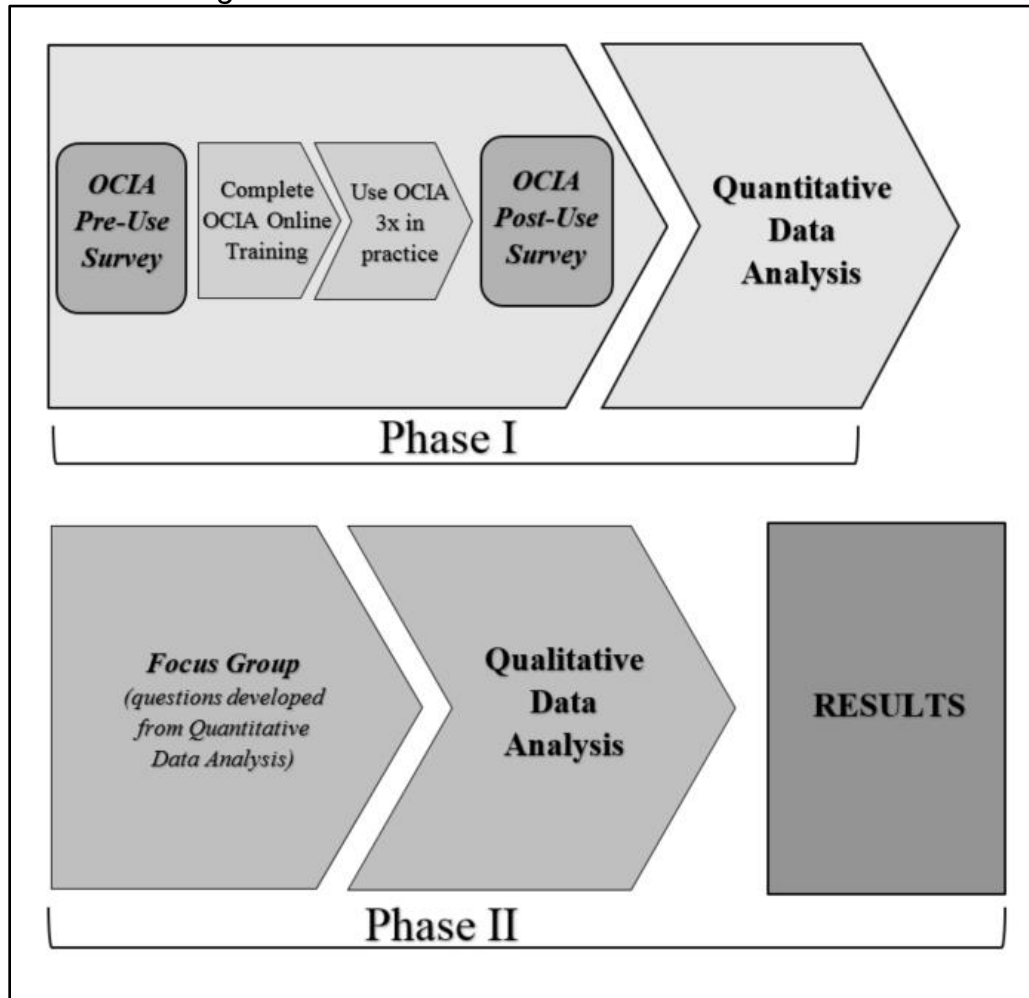 OCIA
Pre-Use
Survey
Complete
OCIA Online
Training
Use OCIA
3x in
practice
OCIA
Post-Use
Survey
Quantitative
Data
Analysis
Phase I
Focus Group
(questions developed
from Quantitative
Data Analysis)
Qualitative
Data
Analysis
RESULTS
Phase II